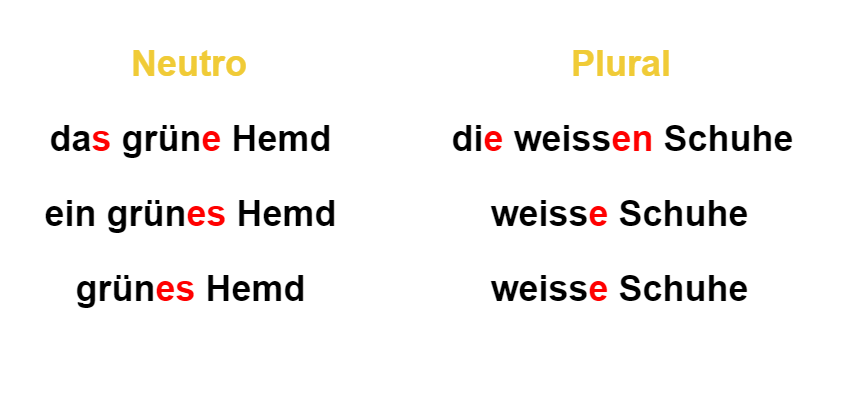 Neutro Plural
das grüne Hemd die weissen Schuhe
ein grünes Hemd weisse Schuhe
grünes Hemd weisse Schuhe